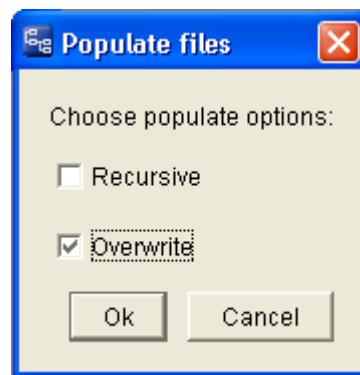 Populate files
Choose populate options:
Recursive
Overwrite
Ok Cancel